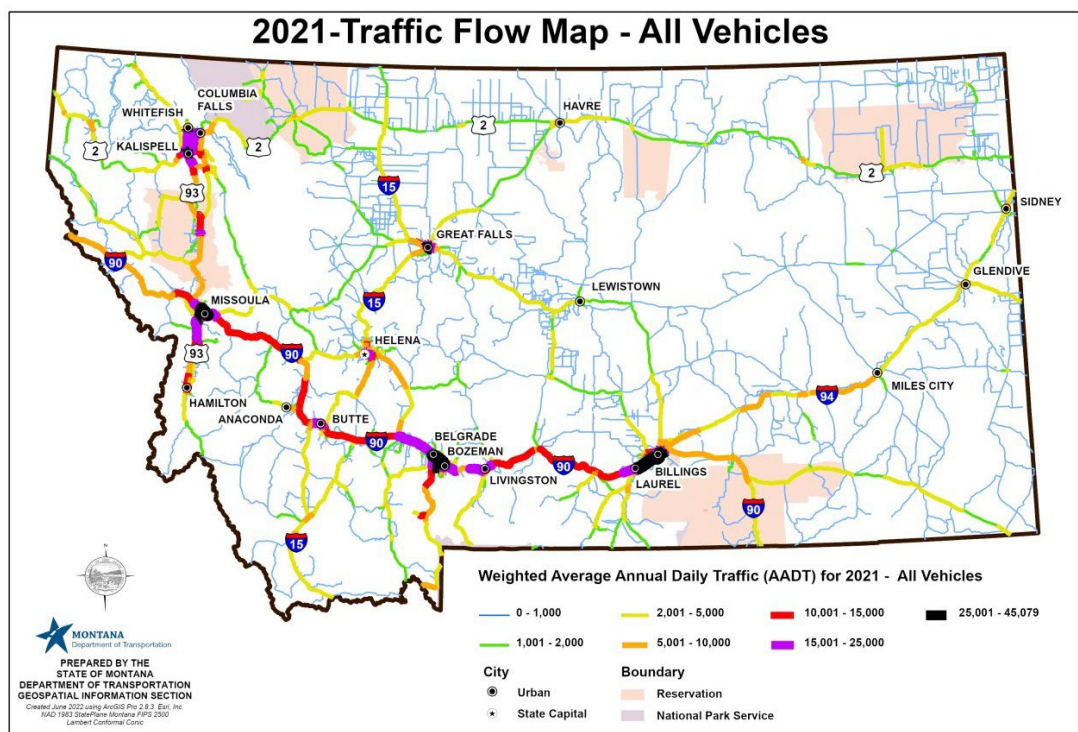 2021-Traffic Flow Map - All Vehicles
COLUMBIA
FALLS
WHITEFISH
KALISPELL
2
2
2
2
HAVRE
93
15
SIDNEY
GREAT FALLS
GLENDIVE
90
LEWISTOWN
MISSOULA
15
HELENA
93
90
MILES CITY
HAMILTON
94
ANACONDA
BUTTE
90
BELGRADE
BOZEMAN
LIVINGSTON
90
BILLINGS
LAUREL
90
15
N
Weighted Average Annual Daily Traffic (AADT) for 2021 - All Vehicles
0 - 1,000
2,001 - 5,000
10,001 - 15,000
25,001 - 45,079
1,001 - 2,000
5,001 - 10,000
15,001 - 25,000
City
Boundary
Urban
Reservation
State Capital
National Park Service
MONTANA
Department of Transportation
PREPARED BY THE
STATE OF MONTANA
DEPARTMENT OF TRANSPORTATION
GEOSPATIAL INFORMATION SECTION
Created June 2022 using ArcGIS Pro 2.8.3. Esri, Inc.
NAD 1983 StatePlane Montana FIPS 2500
Lambert Conformal Conic